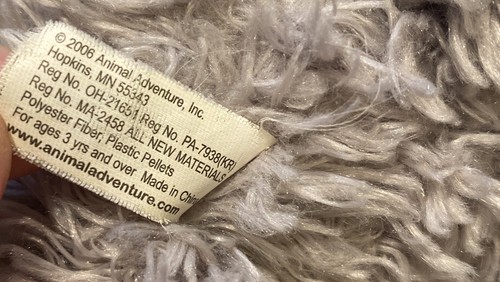 © 2006 Animal Adventure, Inc.
Hopkins, MN 55343
Reg No. OH-21651 Reg No. PA-7938(KR)
Reg No. MA-2458 ALL NEW MATERIALS
Polyester Fiber, Plastic Pellets
For ages 3 yrs and over Made in China
www.animaladventure.com